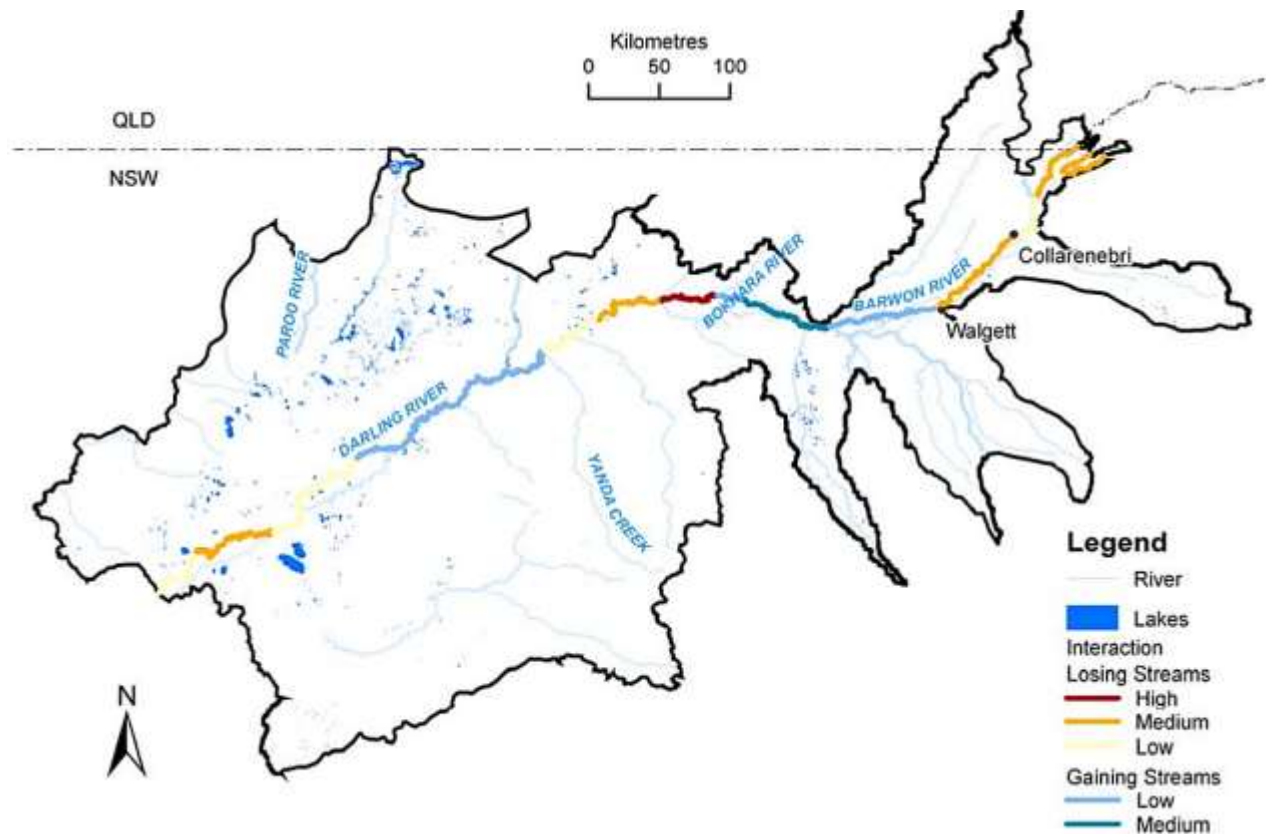 Kilometres
0 50 100
QLD
NSW
PAROO RIVER
BOKHARA RIVER
BARWON RIVER
Collarenebri
Walgett
DARLING RIVER
YANDA CREEK
N
Legend
River
Lakes
Interaction
Losing Streams
High
Medium
Low
Gaining Streams
Low
Medium